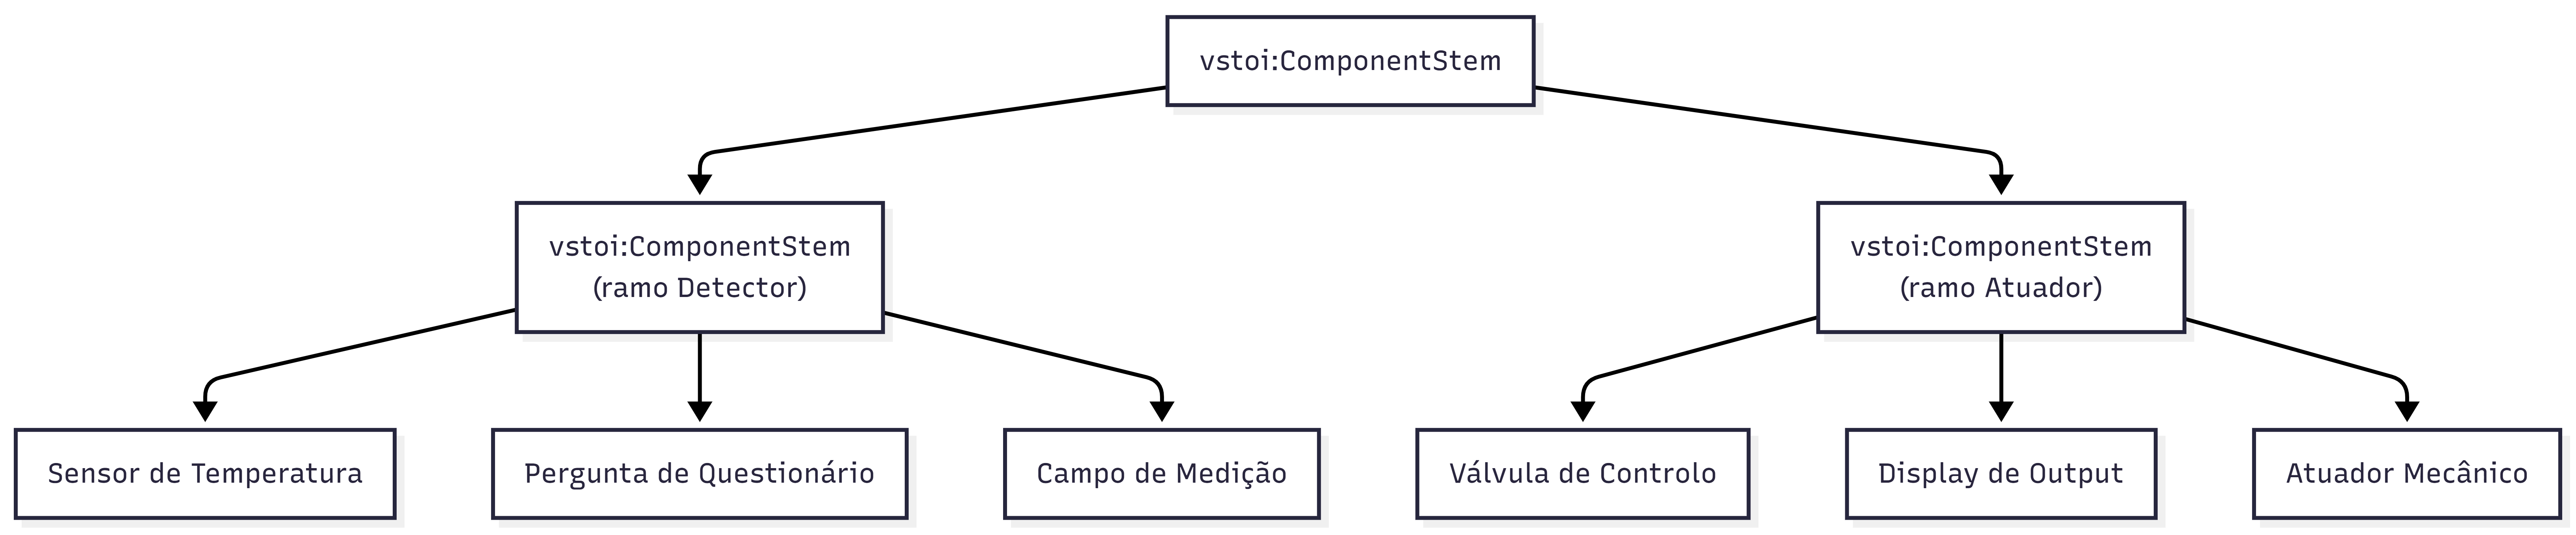 vstoi:ComponentStem
vstoi:ComponentStem
(ramo Detector)
vstoi:ComponentStem
(ramo Atuador)
Sensor de Temperatura
Pergunta de Questionário
Campo de Medição
Válvula de Controlo
Display de Output
Atuador Mecânico